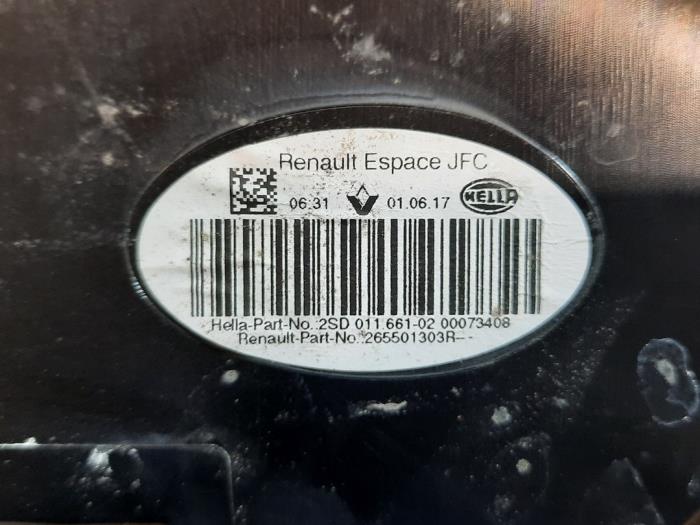 Renault Espace JFC
06:31 01.06.17 HELLA
Hella-Part-No.:2SD 011.661-02 00073408
Renault-Part-No.:265501303R---